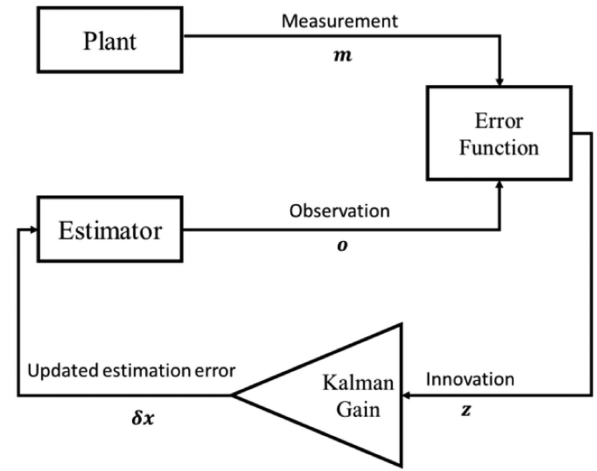 Plant
Measurement
m
Error
Function
Estimator
Observation
o
Updated estimation error
δx
Kalman
Gain
Innovation
z